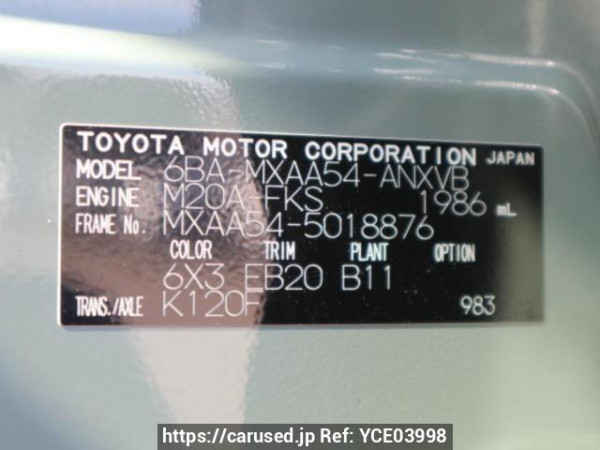 TOYOTA MOTOR CORPORATION JAPAN
MODEL 6BA-MXAA54-ANXVB
ENGINE M20A-FKS 1986 mL
FRAME No. MXAA54-5018876
COLOR TRIM PLANT OPTION
6X3 EB20 B11
TRANS./AXLE K120F 983
https://carused.jp Ref: YCE03998